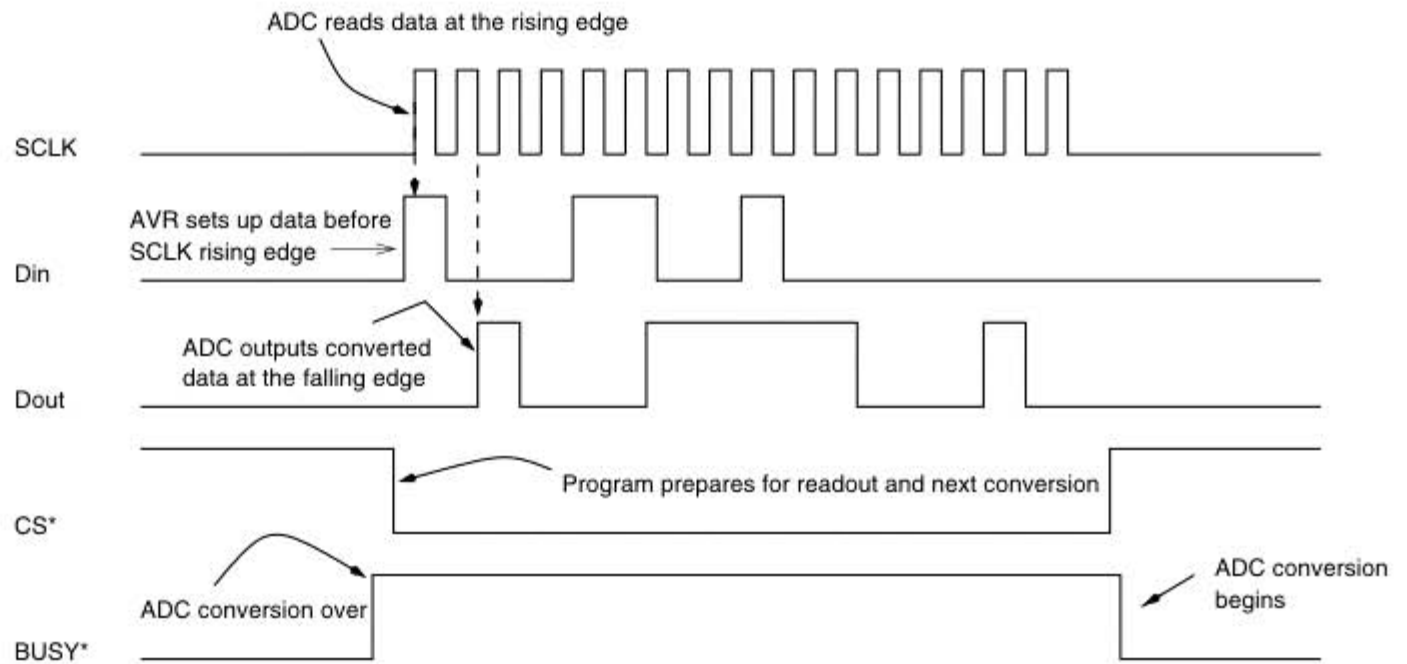 ADC reads data at the rising edge
SCLK
AVR sets up data before
SCLK rising edge
Din
ADC outputs converted
data at the falling edge
Dout
Program prepares for readout and next conversion
CS*
ADC conversion
begins
ADC conversion over
BUSY*